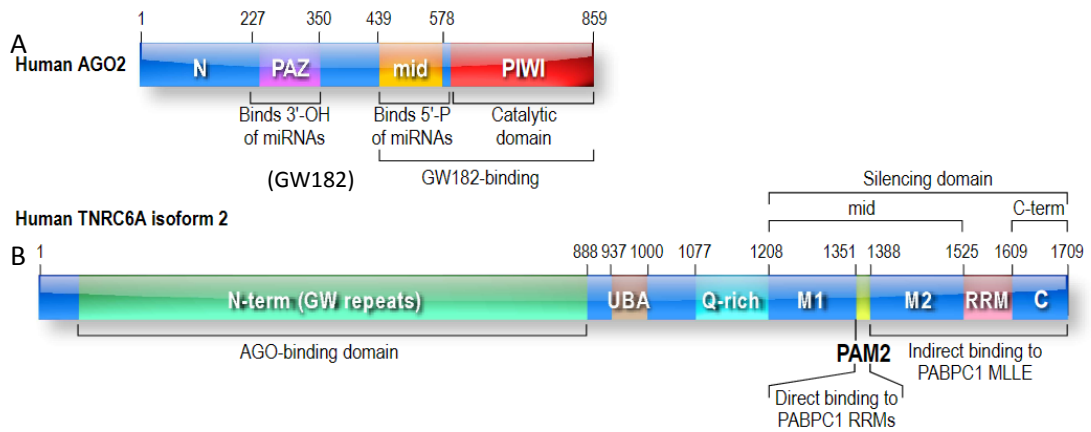 1 227 350 439 578 859
A
Human AGO2
N PAZ mid PIWI
Binds 3'-OH
of miRNAs
Binds 5'-P
of miRNAs
Catalytic
domain
(GW182)
GW182-binding
Silencing domain
Human TNRC6A isoform 2
mid
C-term
B
1 888 937 1000 1077 1208 1351 1388 1525 1609 1709
N-term (GW repeats) UBA Q-rich M1 M2 RRM C
AGO-binding domain
PAM2
Indirect binding to
PABPC1 MLLE
Direct binding to
PABPC1 RRMs